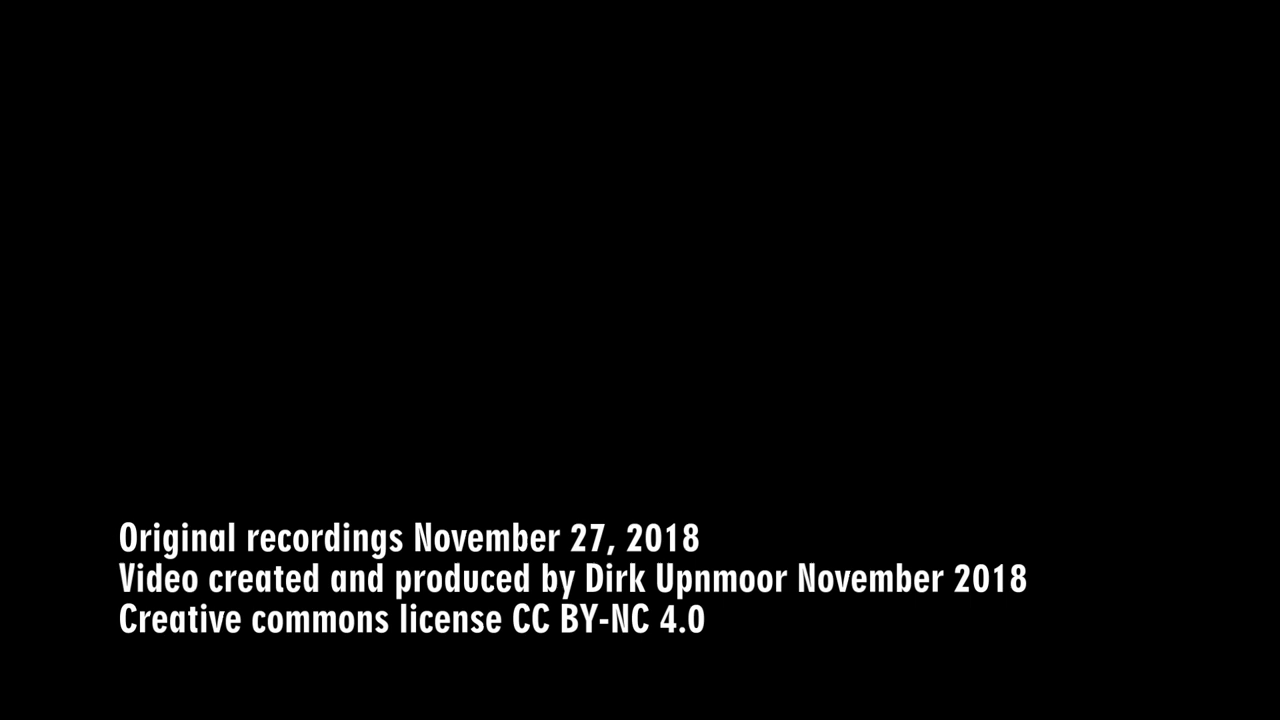 Original recordings November 27, 2018
Video created and produced by Dirk Upnmoor November 2018
Creative commons license CC BY-NC 4.0